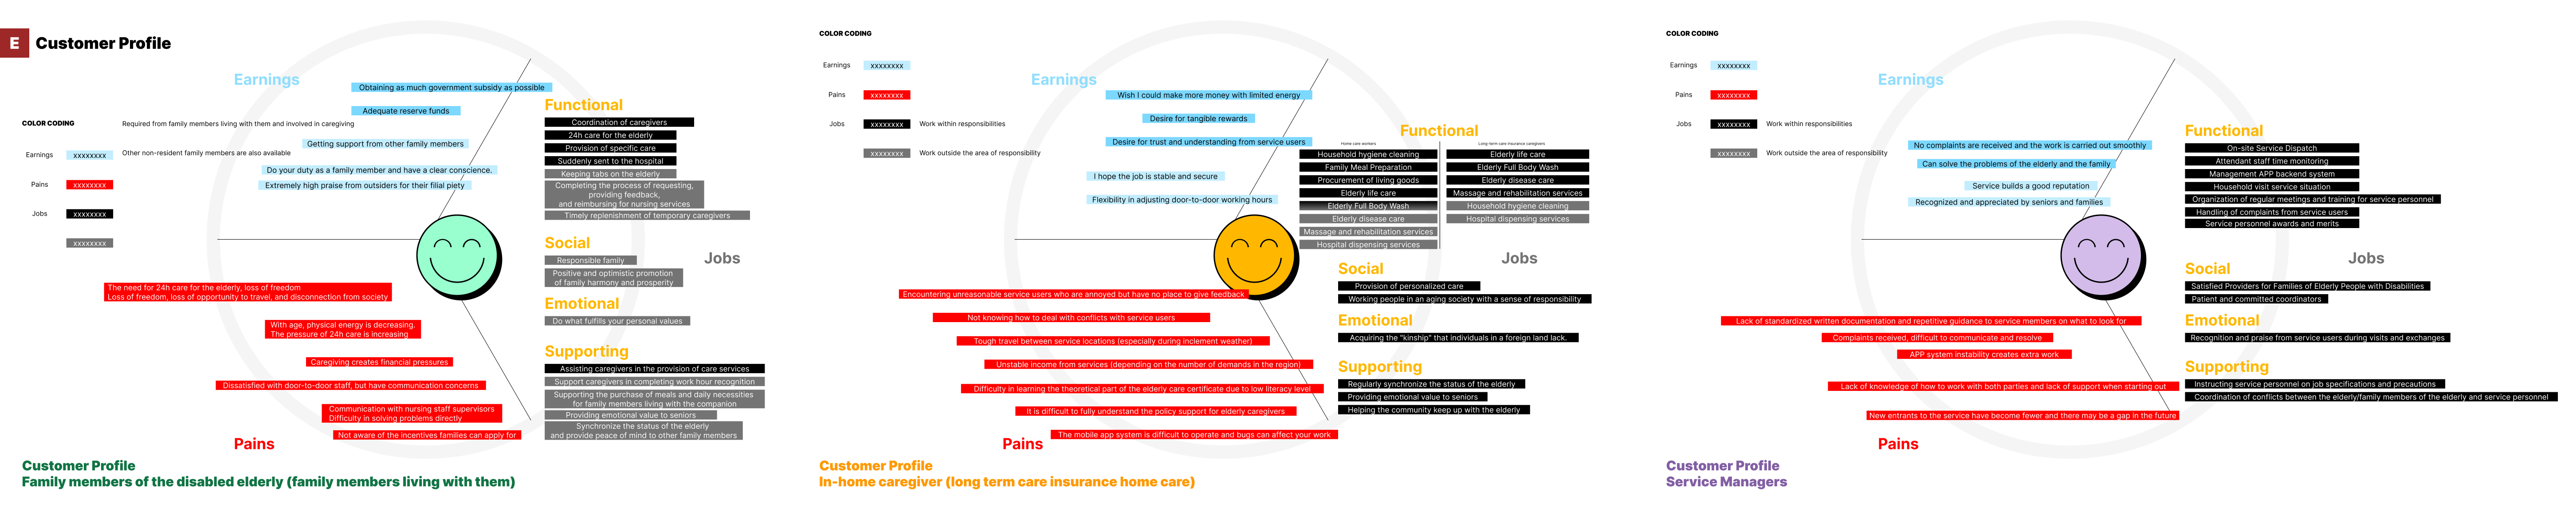 E
Customer Profile
COLOR CODING
Earnings
xxxxxxxx
Pains
xxxxxxxx
Jobs
xxxxxxxx
xxxxxxxx
Required from family members living with them and involved in caregiving
Other non-resident family members are also available
Earnings
Obtaining as much government subsidy as possible
Adequate reserve funds
Getting support from other family members
Do your duty as a family member and have a clear conscience.
Extremely high praise from outsiders for their filial piety
Functional
Coordination of caregivers
24h care for the elderly
Provision of specific care
Suddenly sent to the hospital
Keeping tabs on the elderly
Completing the process of requesting,
providing feedback,
and reimbursing for nursing services
Timely replenishment of temporary caregivers
Social
Responsible family
Positive and optimistic promotion
of family harmony and prosperity
Jobs
Emotional
Do what fulfills your personal values
Supporting
Assisting caregivers in the provision of care services
Support caregivers in completing work hour recognition
Supporting the purchase of meals and daily necessities
for family members living with the companion
Providing emotional value to seniors
Synchronize the status of the elderly
and provide peace of mind to other family members
The need for 24h care for the elderly, loss of freedom
Loss of freedom, loss of opportunity to travel, and disconnection from society
With age, physical energy is decreasing.
The pressure of 24h care is increasing
Caregiving creates financial pressures
Dissatisfied with door-to-door staff, but have communication concerns
Communication with nursing staff supervisors
Difficulty in solving problems directly
Not aware of the incentives families can apply for
Pains
Customer Profile
Family members of the disabled elderly (family members living with them)
COLOR CODING
Earnings
xxxxxxxx
Pains
xxxxxxxx
Jobs
xxxxxxxx
Work within responsibilities
xxxxxxxx
Work outside the area of responsibility
Earnings
Wish I could make more money with limited energy
Desire for tangible rewards
Desire for trust and understanding from service users
I hope the job is stable and secure
Flexibility in adjusting door-to-door working hours
Functional
Home care workers
Household hygiene cleaning
Family Meal Preparation
Procurement of living goods
Elderly life care
Elderly Full Body Wash
Elderly disease care
Massage and rehabilitation services
Hospital dispensing services
Long-term care insurance caregivers
Elderly life care
Elderly Full Body Wash
Elderly disease care
Massage and rehabilitation services
Household hygiene cleaning
Hospital dispensing services
Jobs
Social
Provision of personalized care
Working people in an aging society with a sense of responsibility
Emotional
Acquiring the "kinship" that individuals in a foreign land lack.
Supporting
Regularly synchronize the status of the elderly
Providing emotional value to seniors
Helping the community keep up with the elderly
Encountering unreasonable service users who are annoyed but have no place to give feedback
Not knowing how to deal with conflicts with service users
Tough travel between service locations (especially during inclement weather)
Unstable income from services (depending on the number of demands in the region)
Difficulty in learning the theoretical part of the elderly care certificate due to low literacy level
It is difficult to fully understand the policy support for elderly caregivers
The mobile app system is difficult to operate and bugs can affect your work
Pains
Customer Profile
In-home caregiver (long term care insurance home care)
COLOR CODING
Earnings
xxxxxxxx
Pains
xxxxxxxx
Jobs
xxxxxxxx
Work within responsibilities
xxxxxxxx
Work outside the area of responsibility
Earnings
No complaints are received and the work is carried out smoothly
Can solve the problems of the elderly and the family
Service builds a good reputation
Recognized and appreciated by seniors and families
Functional
On-site Service Dispatch
Attendant staff time monitoring
Management APP backend system
Household visit service situation
Organization of regular meetings and training for service personnel
Handling of complaints from service users
Service personnel awards and merits
Jobs
Social
Satisfied Providers for Families of Elderly People with Disabilities
Patient and committed coordinators
Emotional
Recognition and praise from service users during visits and exchanges
Supporting
Instructing service personnel on job specifications and precautions
Coordination of conflicts between the elderly/family members of the elderly and service personnel
Lack of standardized written documentation and repetitive guidance to service members on what to look for
Complaints received, difficult to communicate and resolve
APP system instability creates extra work
Lack of knowledge of how to work with both parties and lack of support when starting out
New entrants to the service have become fewer and there may be a gap in the future
Pains
Customer Profile
Service Managers